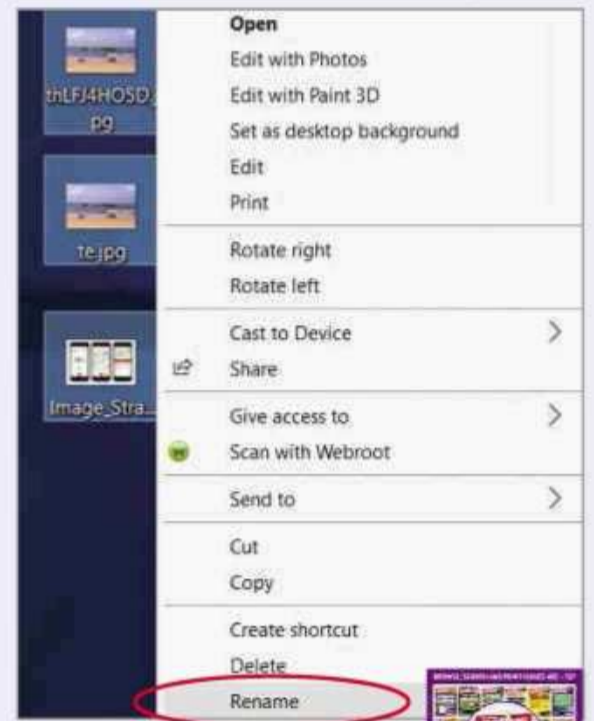 thLFJ4HO5D.j
pg
te.jpg
Image_Stra...
Open
Edit with Photos
Edit with Paint 3D
Set as desktop background
Edit
Print
Rotate right
Rotate left
Cast to Device
Share
Give access to
Scan with Webroot
Send to
Cut
Copy
Create shortcut
Delete
Rename